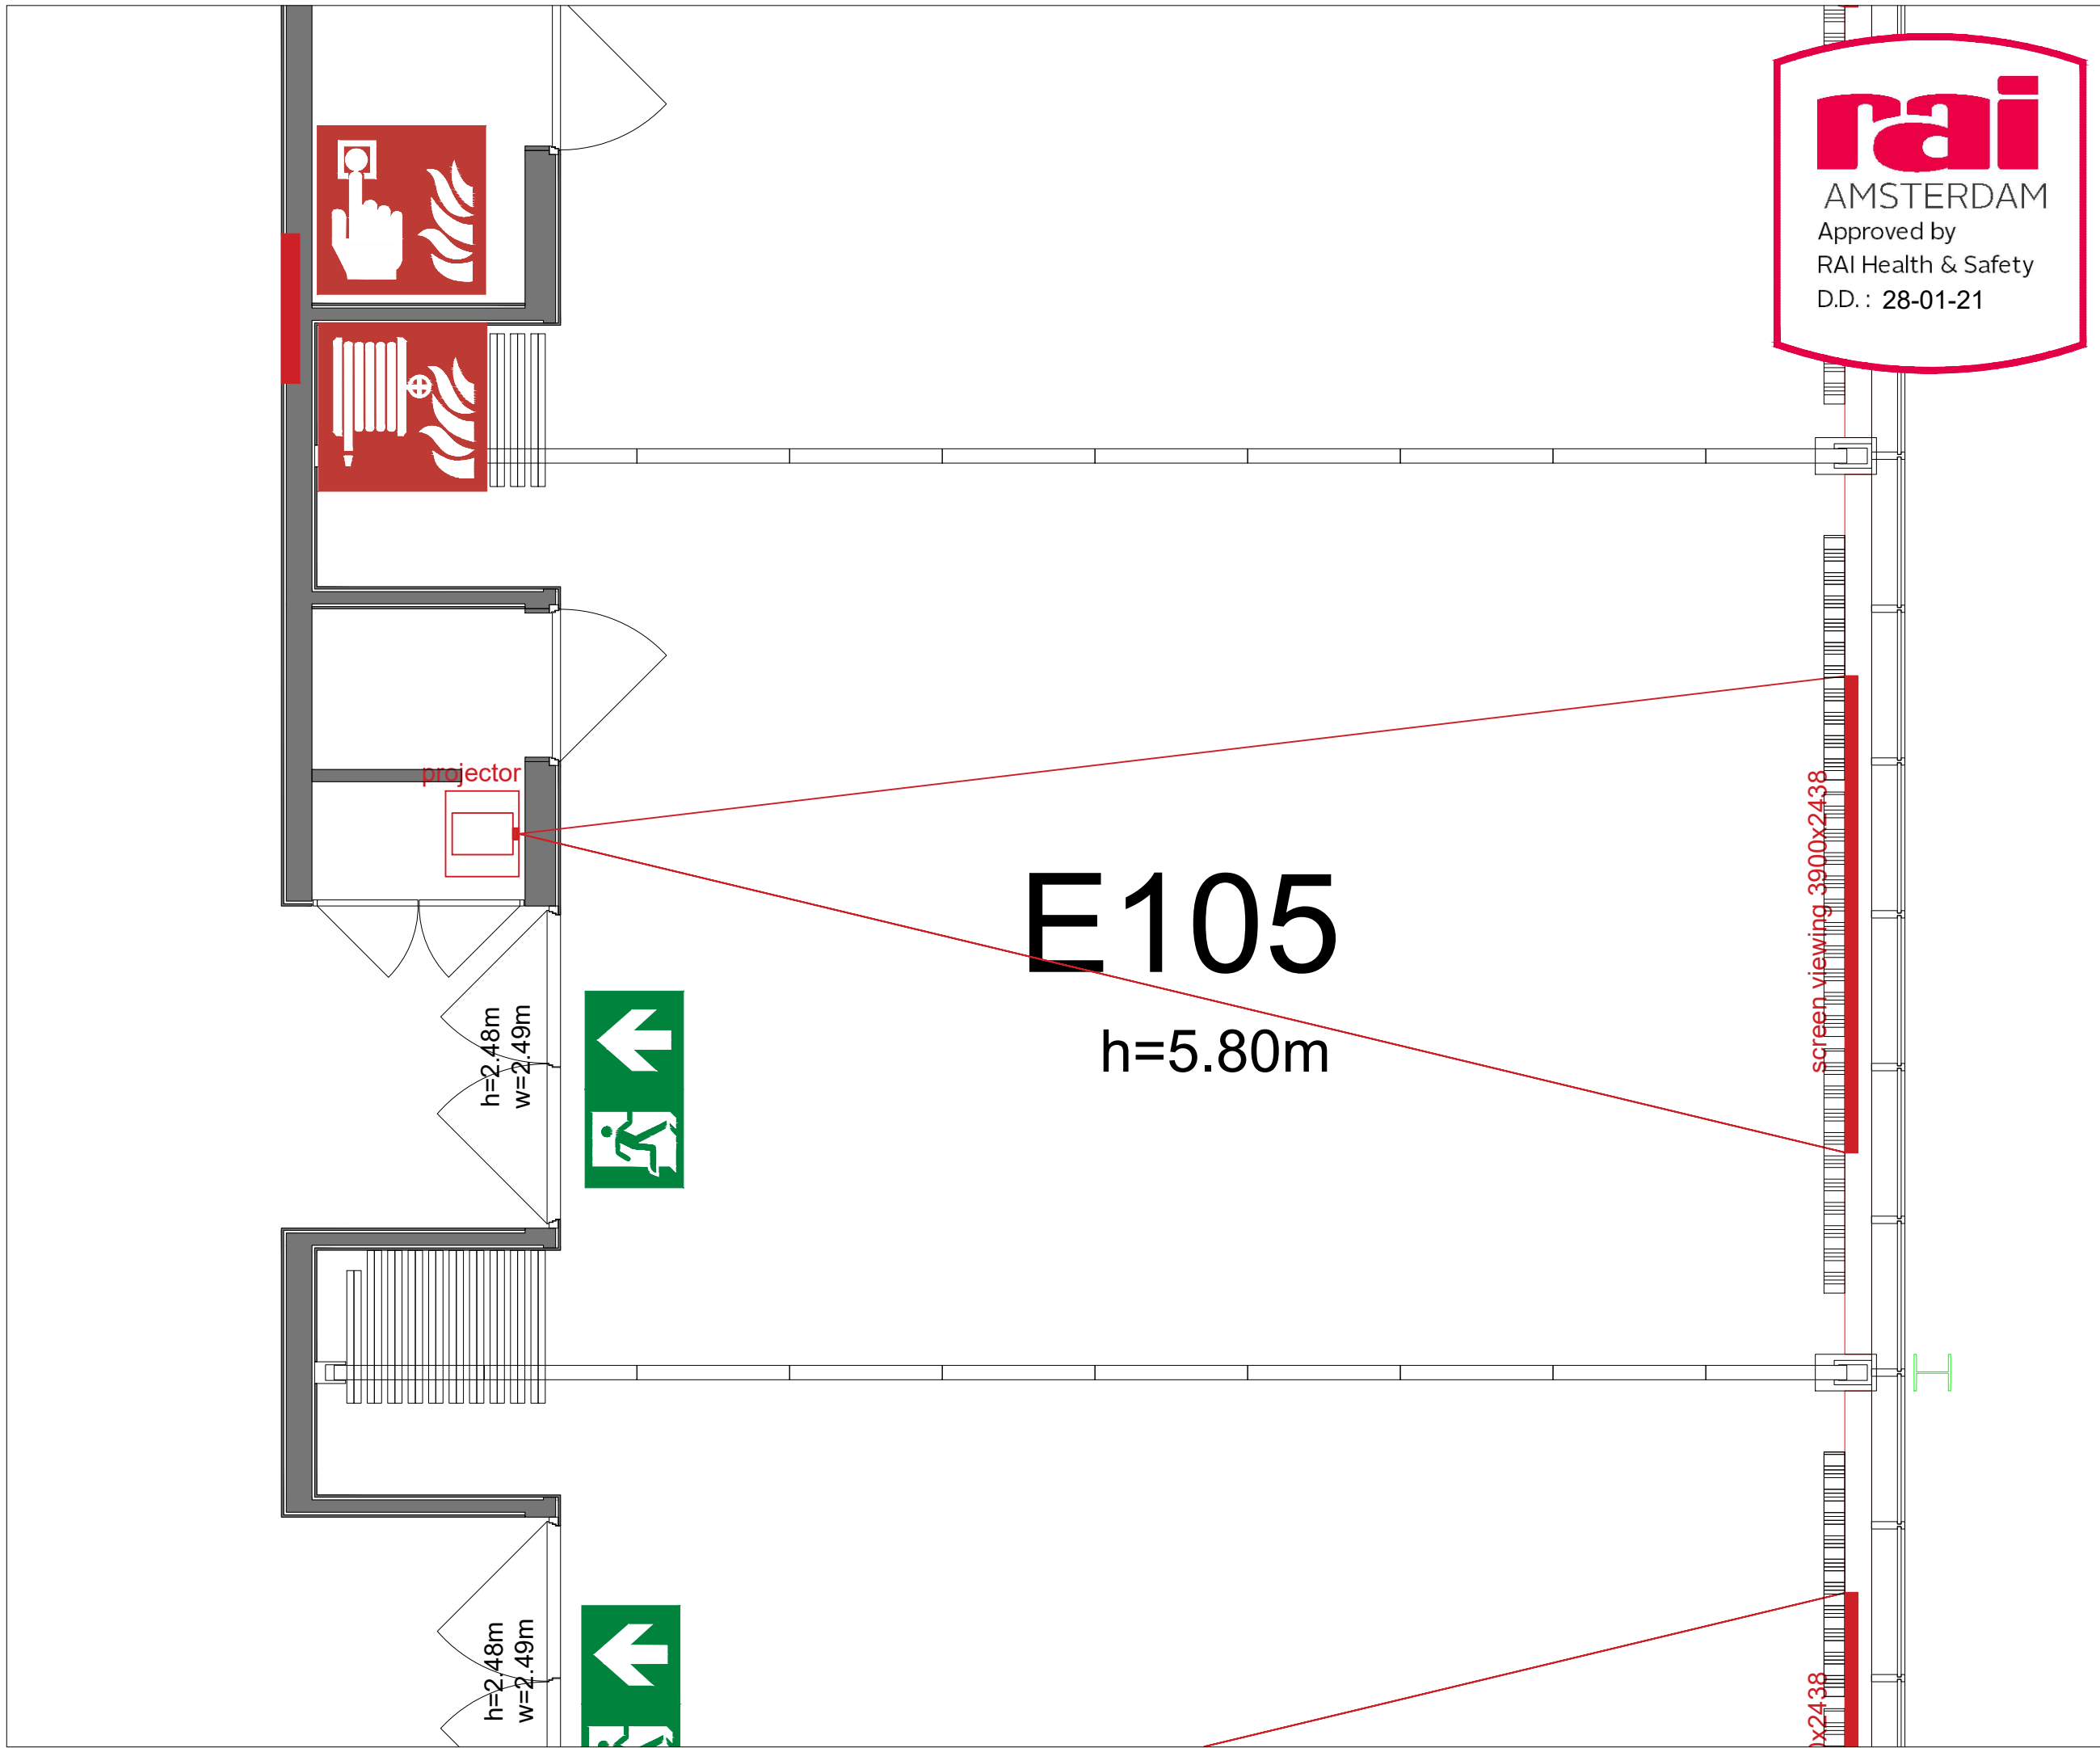 rai
AMSTERDAM
Approved by
RAI Health & Safety
D.D. : 28-01-21
projector
screen viewing 3900x2438
E105
h=5.80m
h=2.48m
w=2.49m
h=2.48m
w=2.49m
x2438